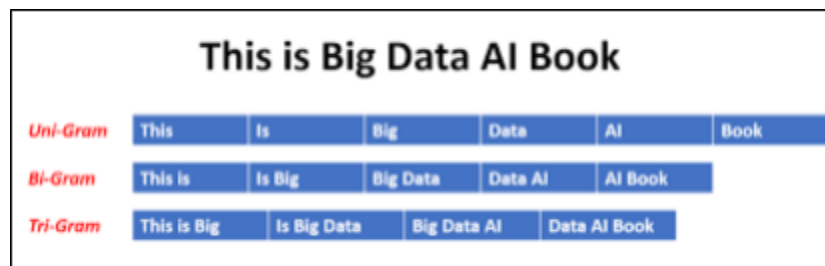 This is Big Data AI Book
Uni-Gram This Is Big Data AI Book
Bi-Gram This is Is Big Big Data Data AI AI Book
Tri-Gram This is Big Is Big Data Big Data AI Data AI Book